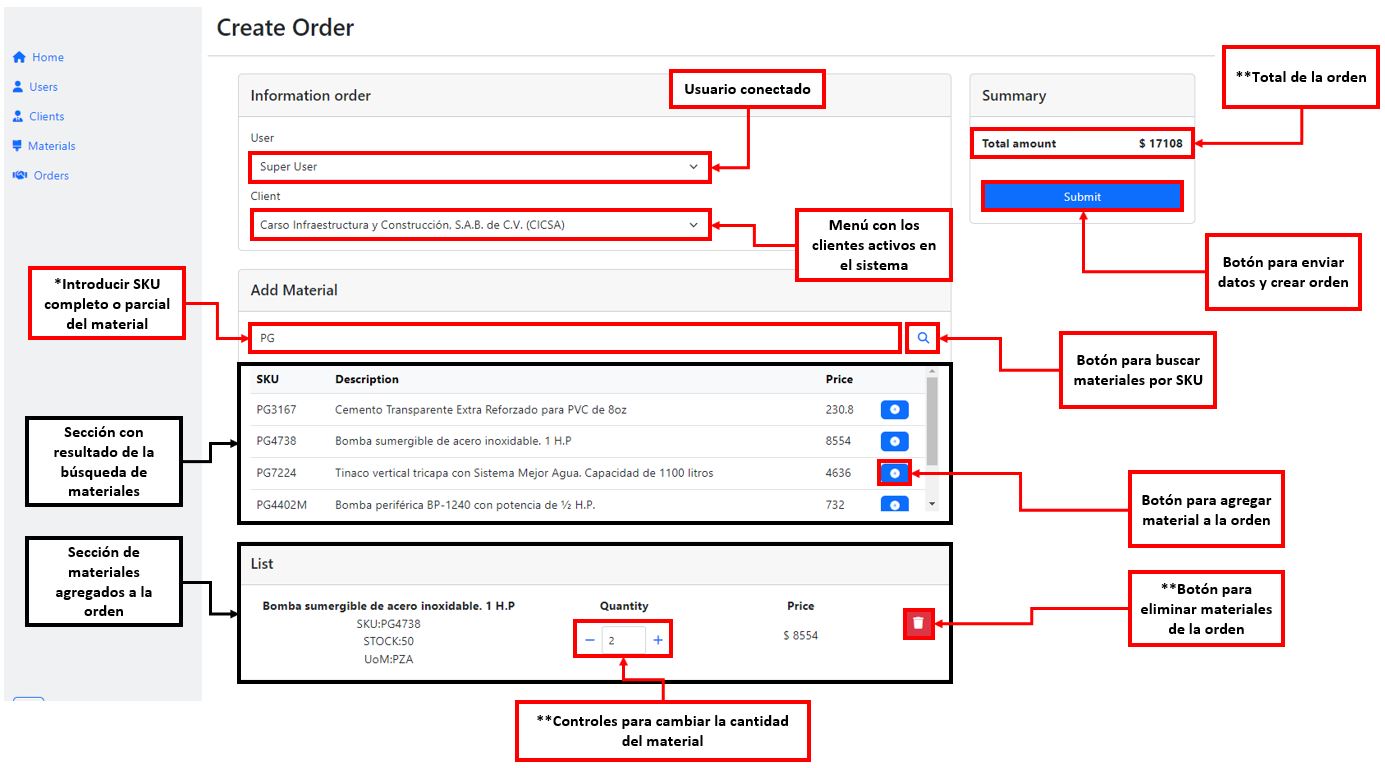 Create Order
Home
Users
Clients
Materials
Orders
Information order
User
Super User
Client
Carso Infraestructura y Construcción, S.A.B. de C.V. (CICSA)
Usuario conectado
Menú con los
clientes activos en
el sistema
Summary
Total amount $ 17108
Submit
**Total de la orden
Botón para enviar
datos y crear orden
*Introducir SKU
completo o parcial
del material
Add Material
PG
Botón para buscar
materiales por SKU
Sección con
resultado de la
búsqueda de
materiales
SKU Description Price
PG3167 Cemento Transparente Extra Reforzado para PVC de 8oz 230.8
PG4738 Bomba sumergible de acero inoxidable. 1 H.P 8554
PG7224 Tinaco vertical tricapa con Sistema Mejor Agua. Capacidad de 1100 litros 4636
PG4402M Bomba periférica BP-1240 con potencia de ½ H.P. 732
Botón para agregar
material a la orden
Sección de
materiales
agregados a la
orden
List
Bomba sumergible de acero inoxidable. 1 H.P Quantity Price
SKU:PG4738
STOCK:50
UoM:PZA
2
$ 8554
**Botón para
eliminar materiales
de la orden
**Controles para cambiar la cantidad
del material